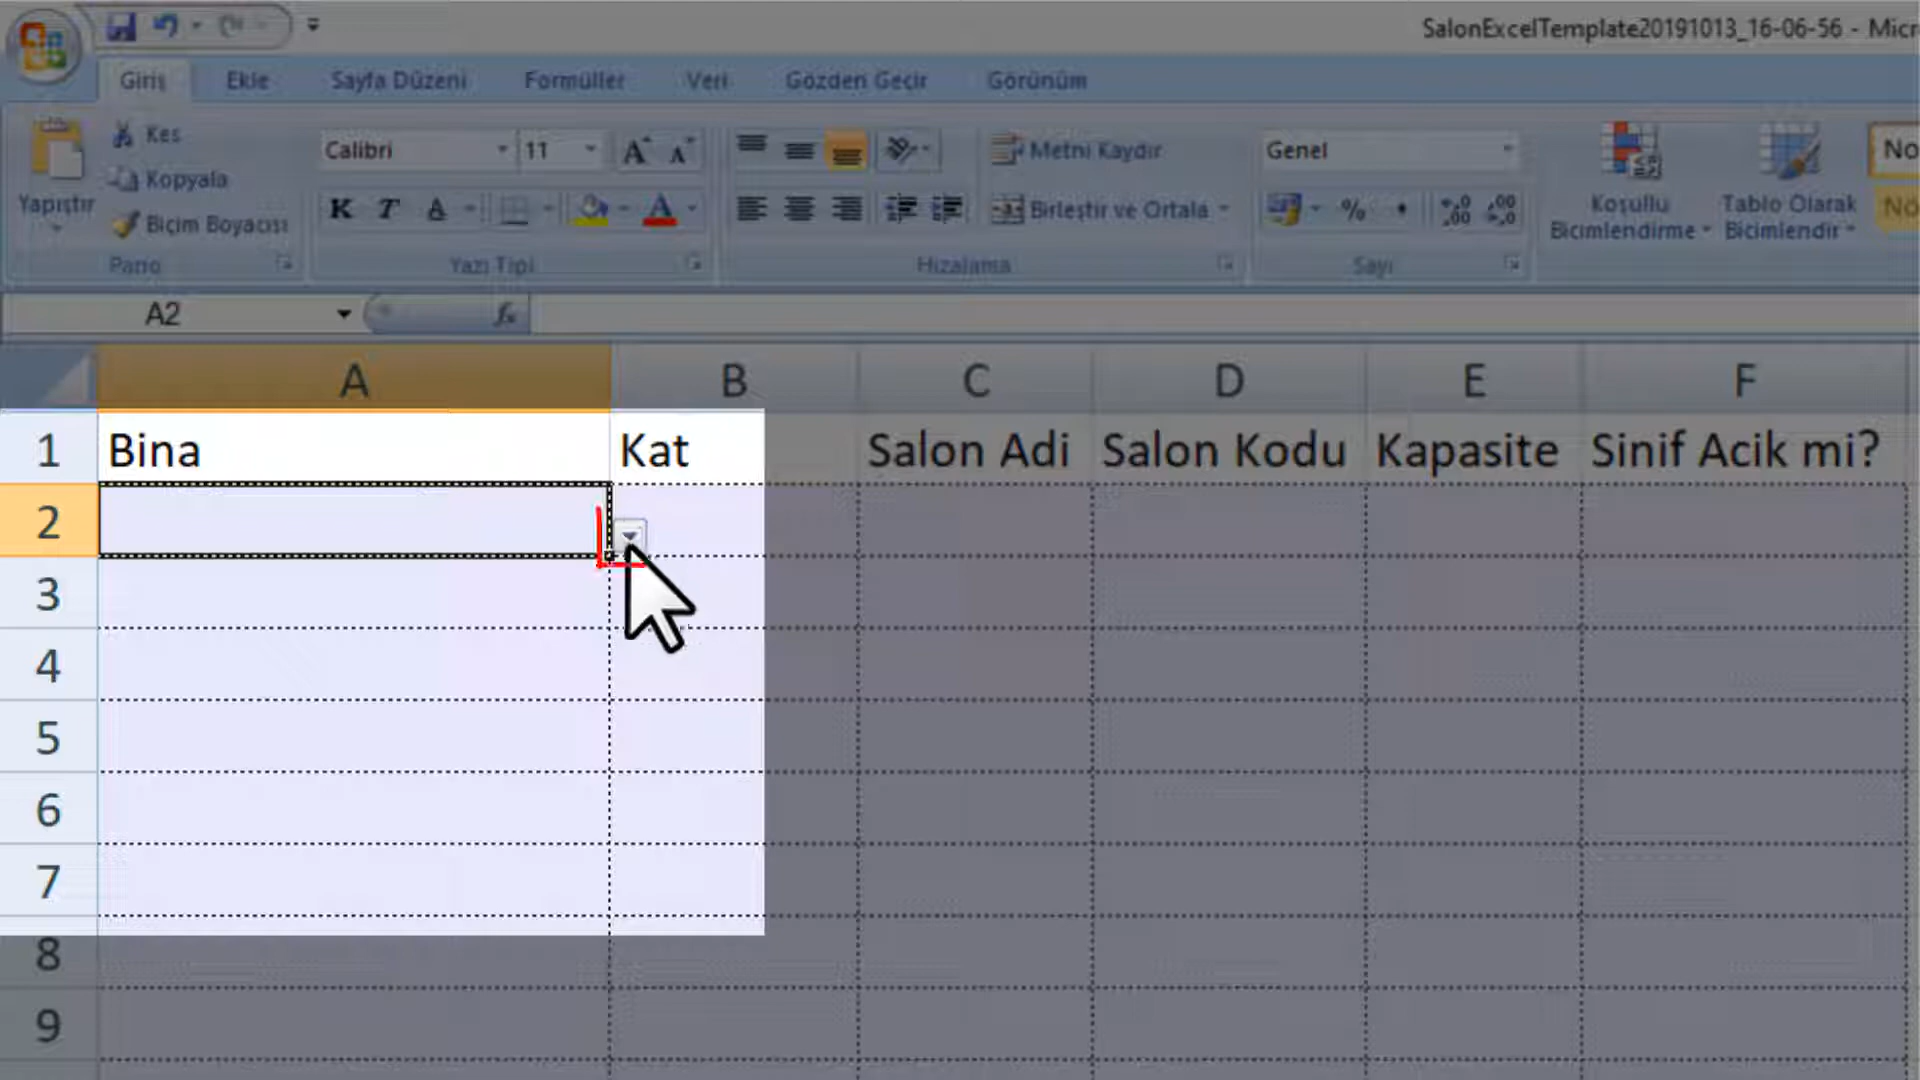 SalonExcelTemplate20191013_16-06-56 - Micr
Giriş Ekle Sayfa Düzeni Formüller Veri Gözden Geçir Görünüm
Yapıştır
Kes
Kopyala
Biçim Boyacısı
Pano
Calibri 11
K T A
Yazı Tipi
Metni Kaydır
Birleştir ve Ortala
Hizalama
Genel
%
Sayı
Koşullu
Biçimlendirme
Tablo Olarak
Biçimlendir
No
Nö
A2 fx
A B C D E F
1 Bina Kat Salon Adi Salon Kodu Kapasite Sinif Acik mi?
2
3
4
5
6
7
8
9